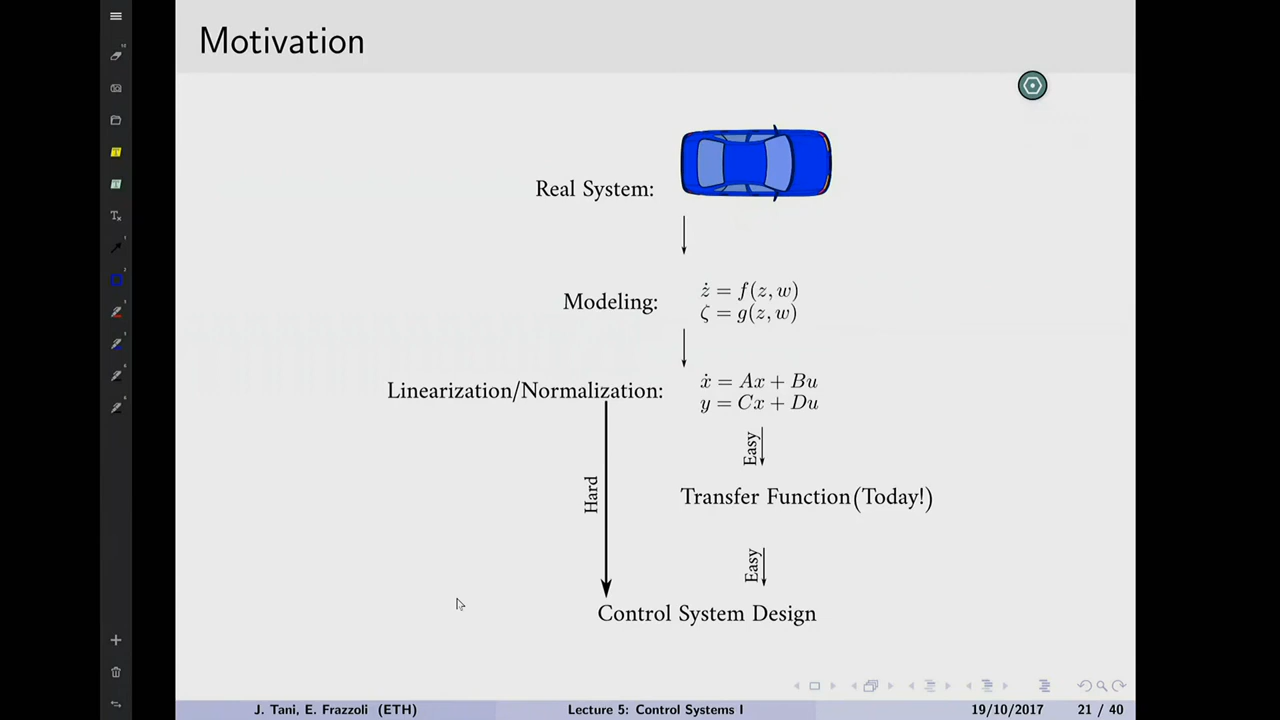 Motivation
Real System:
Modeling:
ż = f(z, w)
ζ = g(z, w)
Linearization/Normalization:
ẋ = Ax + Bu
y = Cx + Du
Easy
Hard
Transfer Function(Today!)
Easy
Control System Design
J. Tani, E. Frazzoli (ETH)
Lecture 5: Control Systems I
19/10/2017
21 / 40